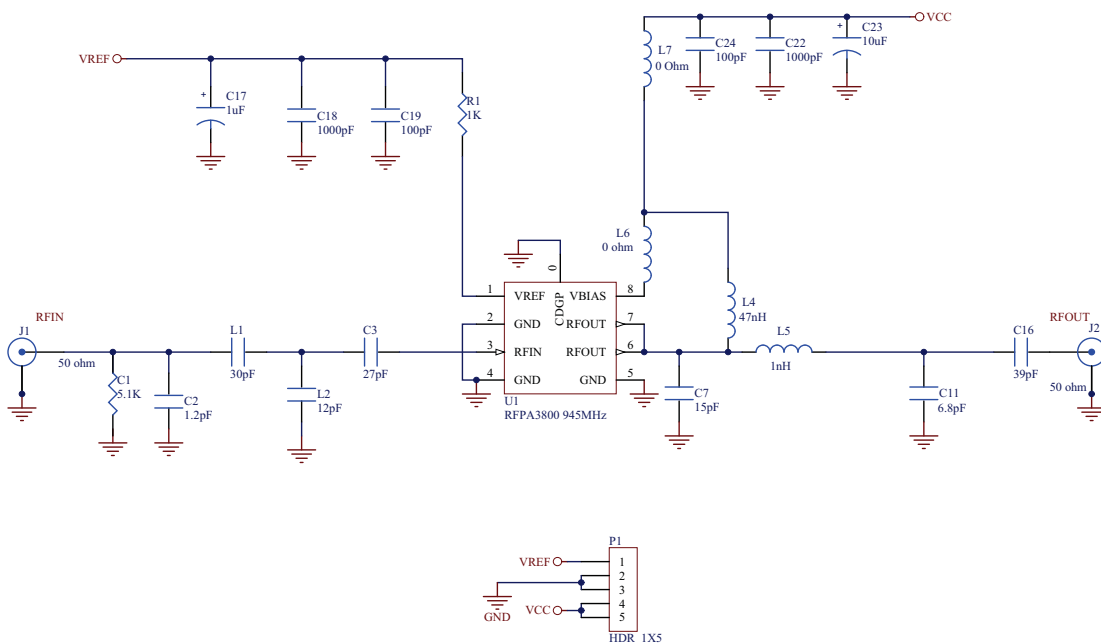 VCC
L7
0 Ohm
C24
100pF
C22
1000pF
+
C23
10uF
VREF
+
C17
1uF
C18
1000pF
C19
100pF
R1
1K
L6
0 ohm
0
1
VREF
CDGP
VBIAS
8
2
GND
RFOUT
7
3
RFIN
RFOUT
6
4
GND
GND
5
U1
RFPA3800 945MHz
L4
47nH
L5
1nH
RFIN
J1
50 ohm
C1
5.1K
C2
1.2pF
L1
30pF
L2
12pF
C3
27pF
C7
15pF
C11
6.8pF
C16
39pF
RFOUT
J2
50 ohm
P1
VREF
1
2
3
GND
VCC
4
5
HDR_1X5